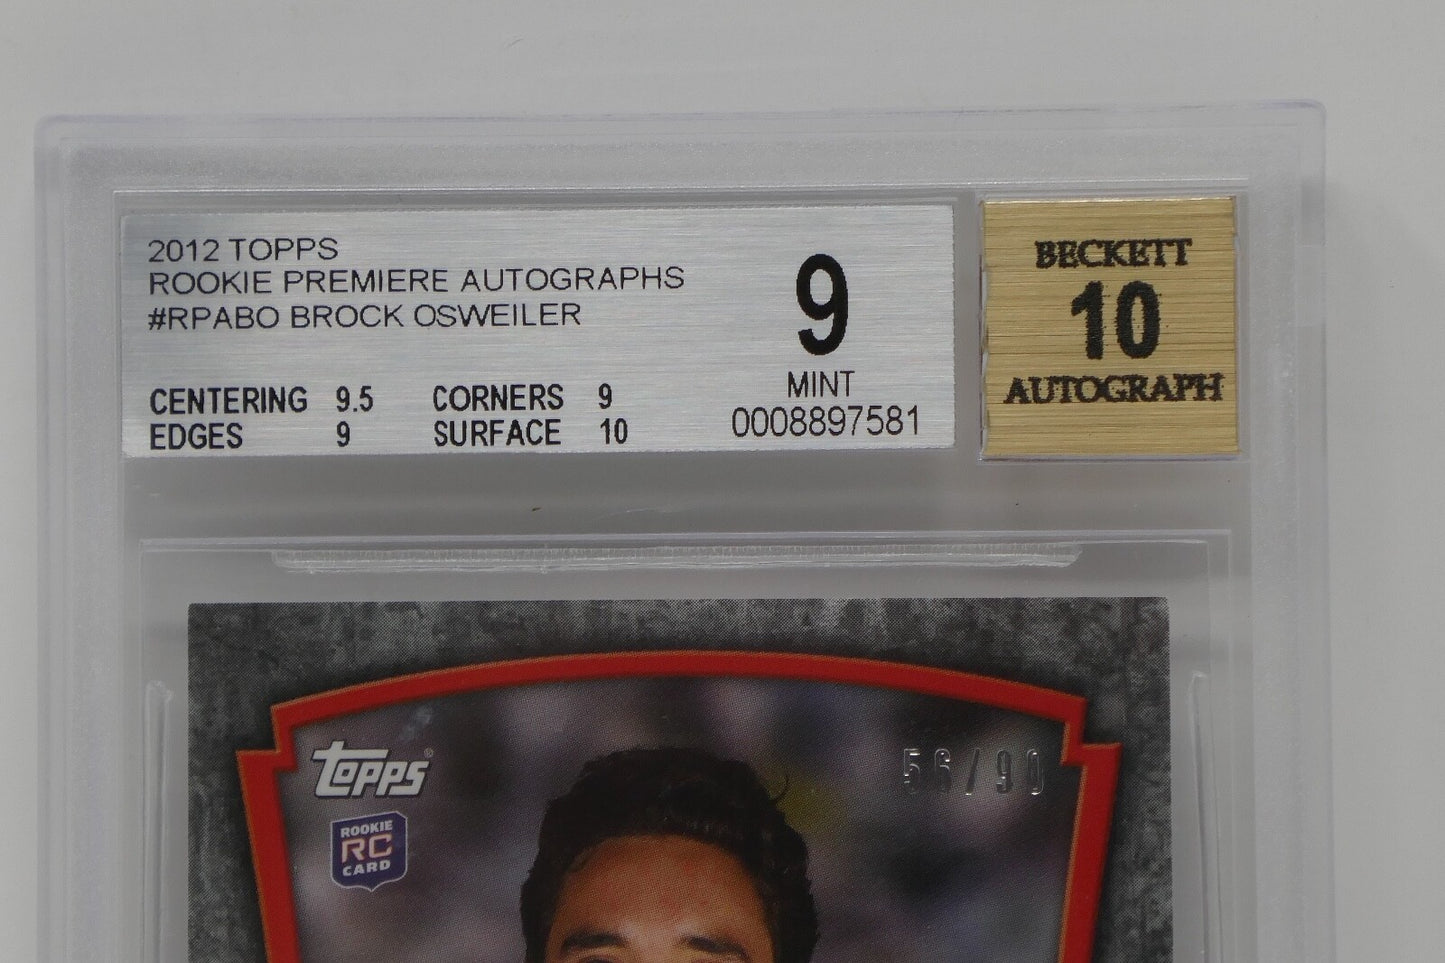 2012 TOPPS
ROOKIE PREMIERE AUTOGRAPHS
#RPABO BROCK OSWEILER
CENTERING 9.5 CORNERS 9
EDGES 9 SURFACE 10
9
MINT
0008897581
BECKETT
10
AUTOGRAPH
Topps®
56/90
ROOKIE
RC
CARD